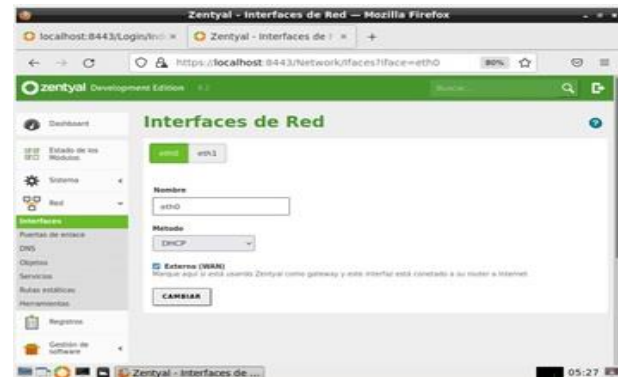 Zentyal - Interfaces de Red — Mozilla Firefox
localhost:8443/Login/Ind
Zentyal - Interfaces de
https://localhost:8443/Network/Ifaces?iface=eth0
80%
zentyal Development Edition
Buscar...
Dashboard
Interfaces de Red
Estado de los
Módulos
eth0
eth1
Sistema
Red
Nombre
eth0
Interfaces
Puertas de enlace
Método
DNS
DHCP
Objetos
Servicios
Externo (WAN)
Rutas estáticas
Marque aquí si está usando Zentyal como gateway y este interfaz está conetado a su router a Internet.
Herramientas
CAMBIAR
Registros
Gestión de
software
Zentyal - Interfaces de ...
05:27